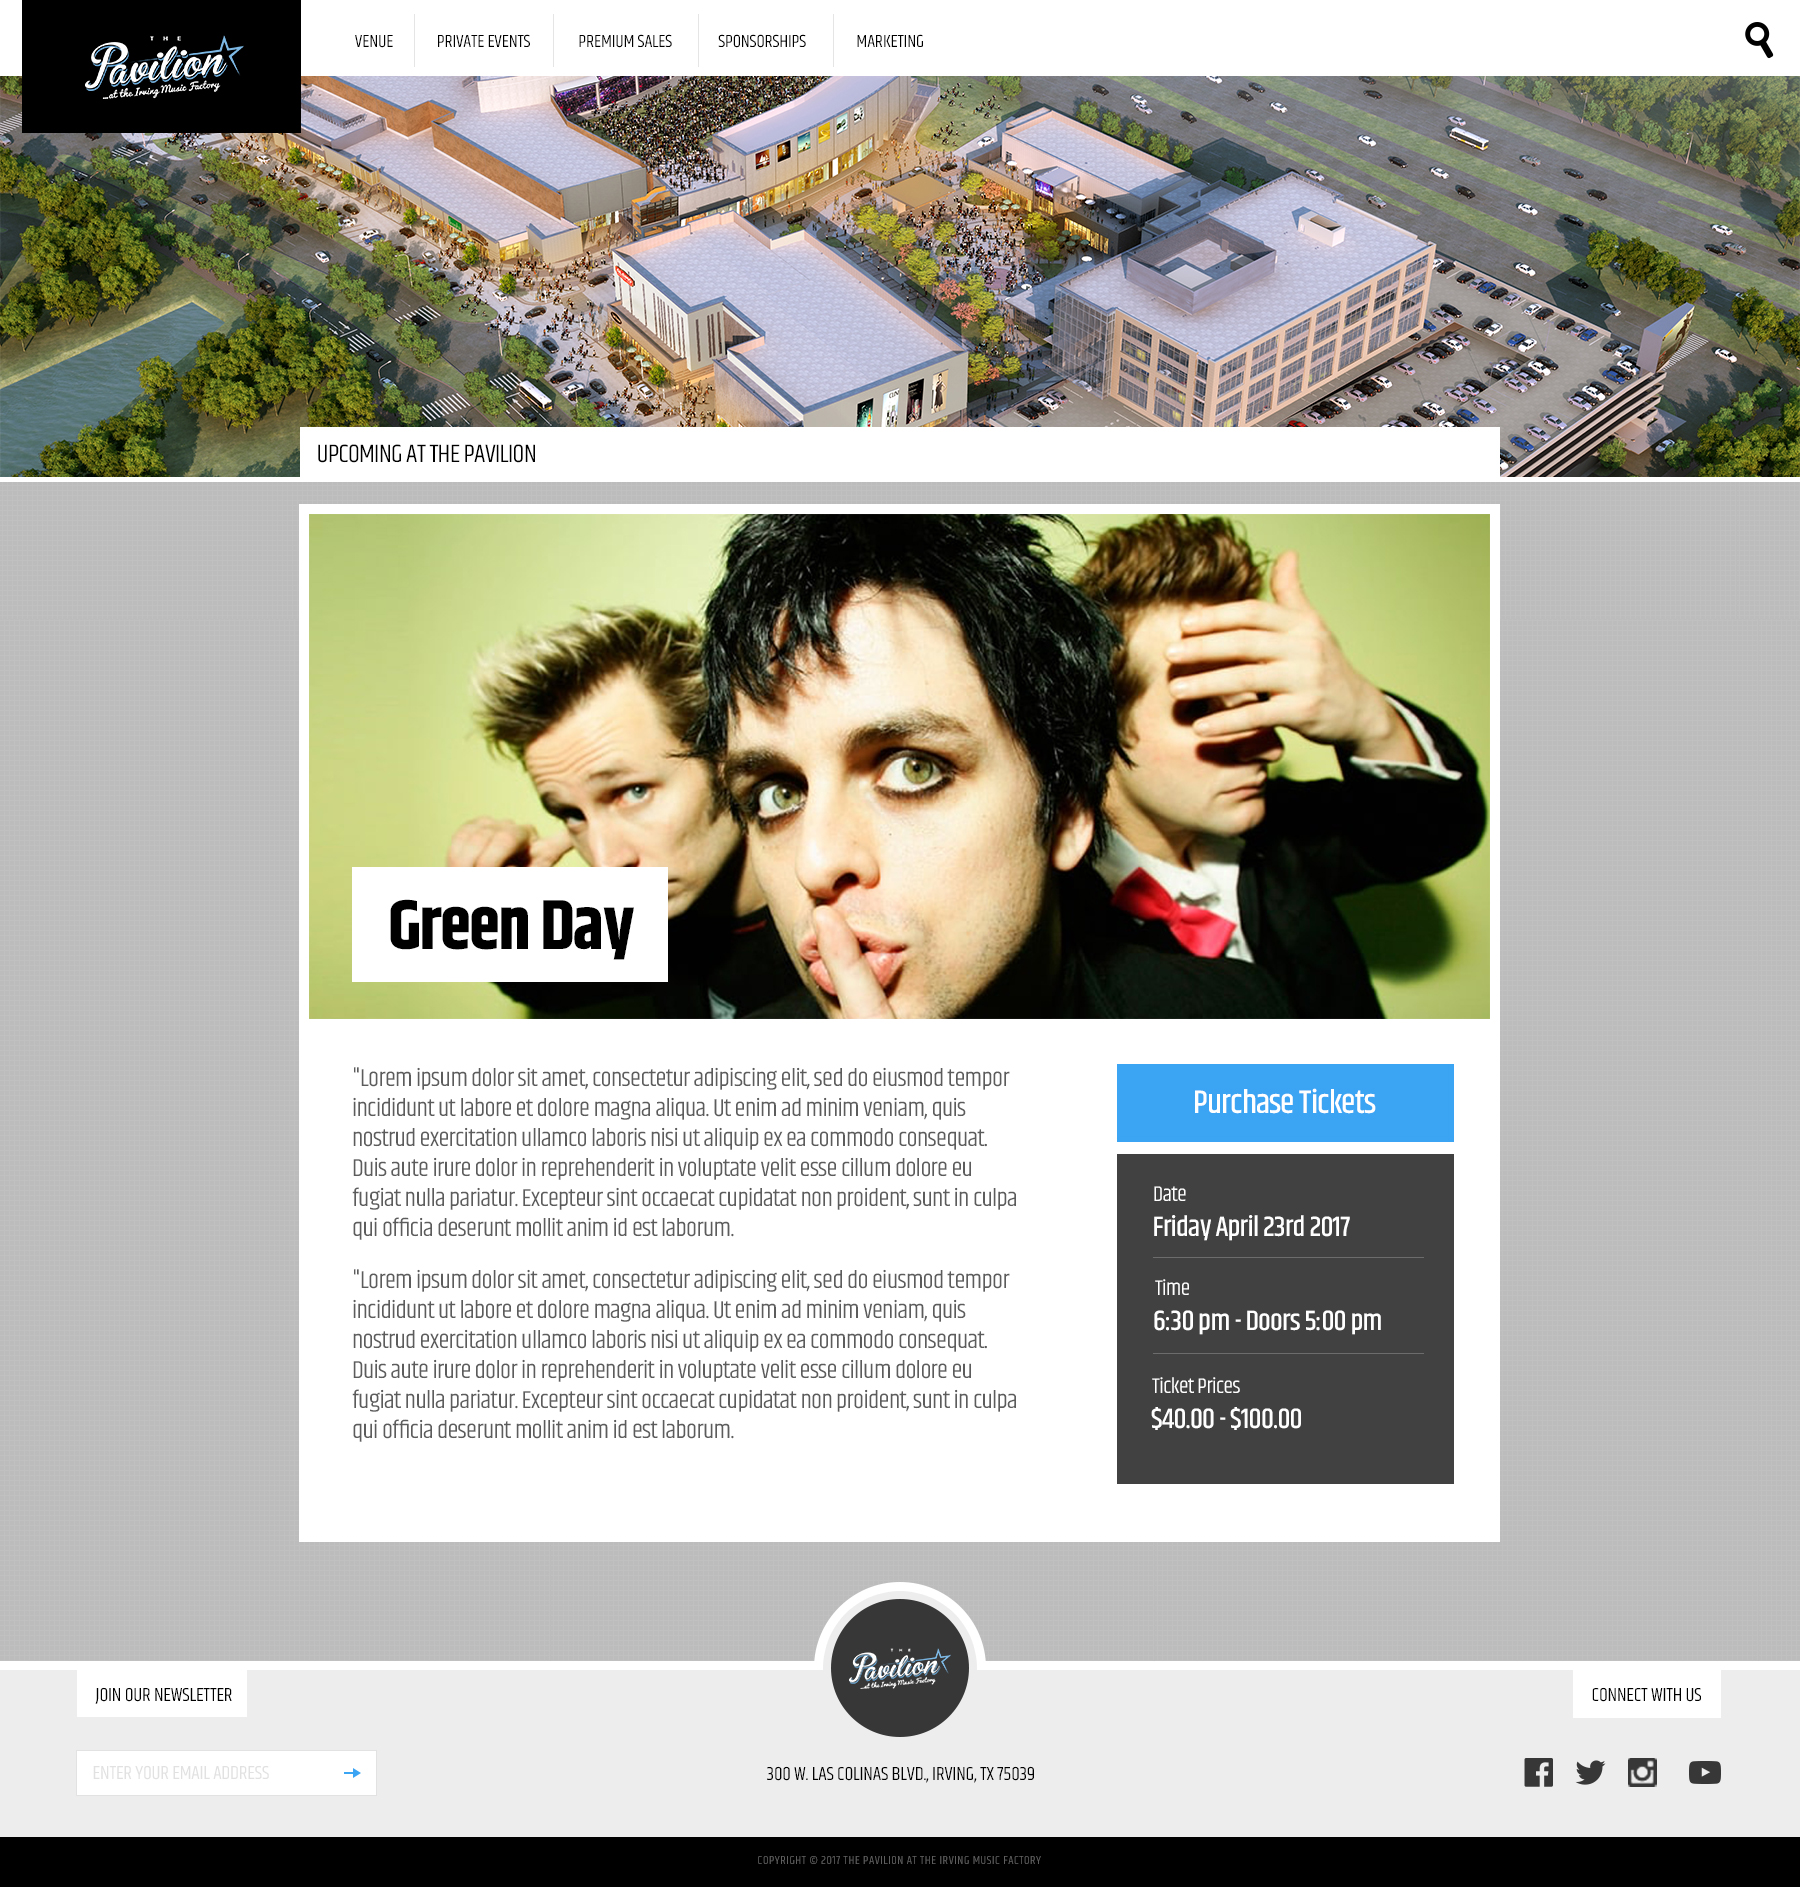 THE
Pavilion
...at the Irving Music Factory
VENUE
PRIVATE EVENTS
PREMIUM SALES
SPONSORSHIPS
MARKETING
UPCOMING AT THE PAVILION
Green Day
"Lorem ipsum dolor sit amet, consectetur adipiscing elit, sed do eiusmod tempor
incididunt ut labore et dolore magna aliqua. Ut enim ad minim veniam, quis
nostrud exercitation ullamco laboris nisi ut aliquip ex ea commodo consequat.
Duis aute irure dolor in reprehenderit in voluptate velit esse cillum dolore eu
fugiat nulla pariatur. Excepteur sint occaecat cupidatat non proident, sunt in culpa
qui officia deserunt mollit anim id est laborum.
"Lorem ipsum dolor sit amet, consectetur adipiscing elit, sed do eiusmod tempor
incididunt ut labore et dolore magna aliqua. Ut enim ad minim veniam, quis
nostrud exercitation ullamco laboris nisi ut aliquip ex ea commodo consequat.
Duis aute irure dolor in reprehenderit in voluptate velit esse cillum dolore eu
fugiat nulla pariatur. Excepteur sint occaecat cupidatat non proident, sunt in culpa
qui officia deserunt mollit anim id est laborum.
Purchase Tickets
Date
Friday April 23rd 2017
Time
6:30 pm - Doors 5:00 pm
Ticket Prices
$40.00 - $100.00
THE
Pavilion
...at the Irving Music Factory
JOIN OUR NEWSLETTER
ENTER YOUR EMAIL ADDRESS
300 W. LAS COLINAS BLVD., IRVING, TX 75039
CONNECT WITH US
COPYRIGHT © 2017 THE PAVILION AT THE IRVING MUSIC FACTORY